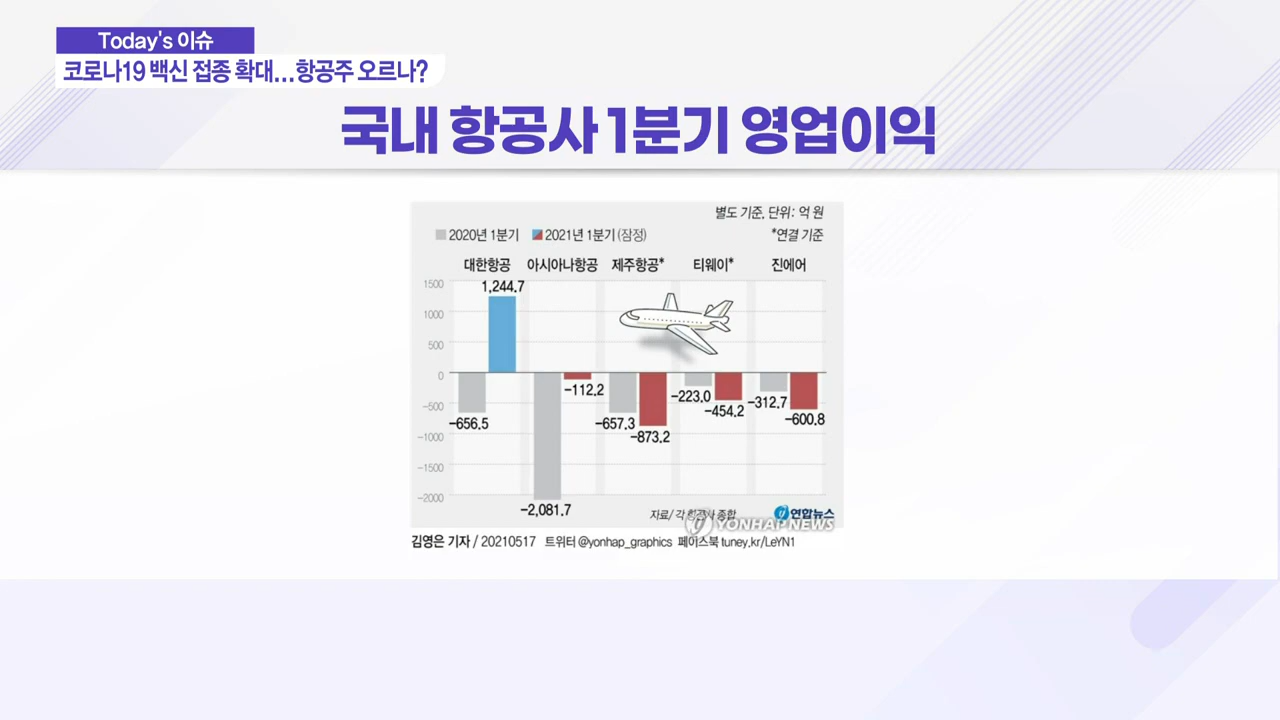 Today's 이슈
코로나19 백신 접종 확대...항공주 오르나?
국내 항공사 1분기 영업이익
별도 기준, 단위: 억 원
2020년 1분기 2021년 1분기(잠정) *연결 기준
대한항공 아시아나항공 제주항공* 티웨이* 진에어
1500
1,244.7
1000
500
0
-500
-1000
-1500
-2000
-656.5
-2,081.7
-112.2
-657.3
-873.2
-223.0
-454.2
-312.7
-600.8
자료/ 각 항공사 종합
연합뉴스
YONHAP NEWS
김영은 기자 / 20210517 트위터 @yonhap_graphics 페이스북 tuney.kr/LeYN1